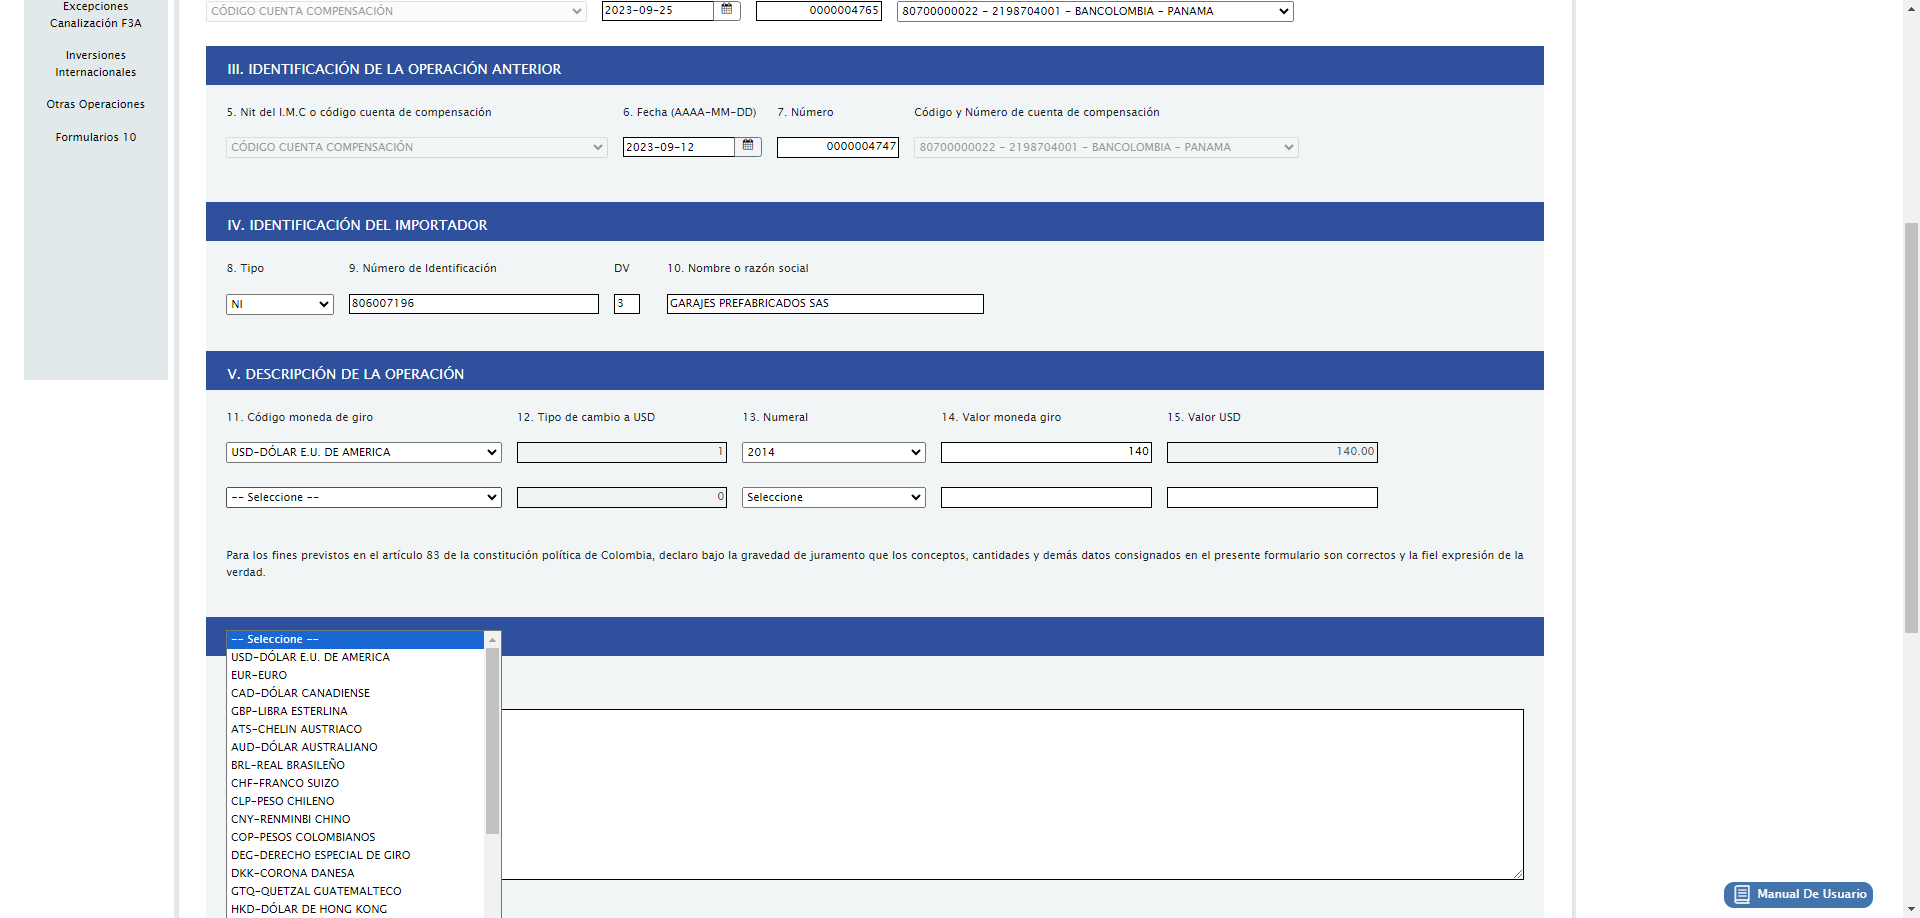 Excepciones
Canalización F3A
Inversiones
Internacionales
Otras Operaciones
Formularios 10
CÓDIGO CUENTA COMPENSACIÓN 2023-09-25 0000004765 80700000022 - 2198704001 - BANCOLOMBIA - PANAMA
III. IDENTIFICACIÓN DE LA OPERACIÓN ANTERIOR
5. Nit del I.M.C o código cuenta de compensación 6. Fecha (AAAA-MM-DD) 7. Número Código y Número de cuenta de compensación
CÓDIGO CUENTA COMPENSACIÓN 2023-09-12 0000004747 80700000022 - 2198704001 - BANCOLOMBIA - PANAMA
IV. IDENTIFICACIÓN DEL IMPORTADOR
8. Tipo 9. Número de Identificación DV 10. Nombre o razón social
NI 806007196 3 GARAJES PREFABRICADOS SAS
V. DESCRIPCIÓN DE LA OPERACIÓN
11. Código moneda de giro 12. Tipo de cambio a USD 13. Numeral 14. Valor moneda giro 15. Valor USD
USD-DÓLAR E.U. DE AMERICA 1 2014 140 140.00
-- Seleccione -- 0 Seleccione
Para los fines previstos en el artículo 83 de la constitución política de Colombia, declaro bajo la gravedad de juramento que los conceptos, cantidades y demás datos consignados en el presente formulario son correctos y la fiel expresión de la
verdad.
-- Seleccione --
USD-DÓLAR E.U. DE AMERICA
EUR-EURO
CAD-DÓLAR CANADIENSE
GBP-LIBRA ESTERLINA
ATS-CHELIN AUSTRIACO
AUD-DÓLAR AUSTRALIANO
BRL-REAL BRASILEÑO
CHF-FRANCO SUIZO
CLP-PESO CHILENO
CNY-RENMINBI CHINO
COP-PESOS COLOMBIANOS
DEG-DERECHO ESPECIAL DE GIRO
DKK-CORONA DANESA
GTQ-QUETZAL GUATEMALTECO
HKD-DÓLAR DE HONG KONG
Manual De Usuario